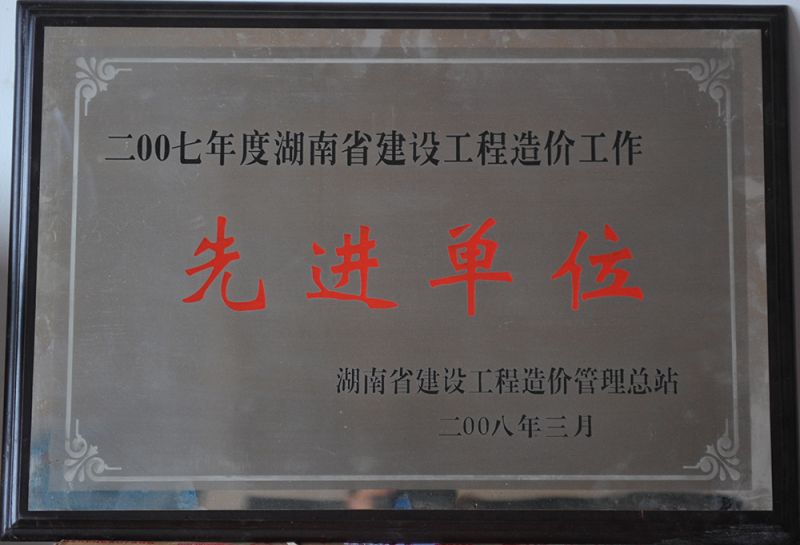 二00七年度湖南省建设工程造价工作
先进单位
湖南省建设工程造价管理总站
二00八年三月